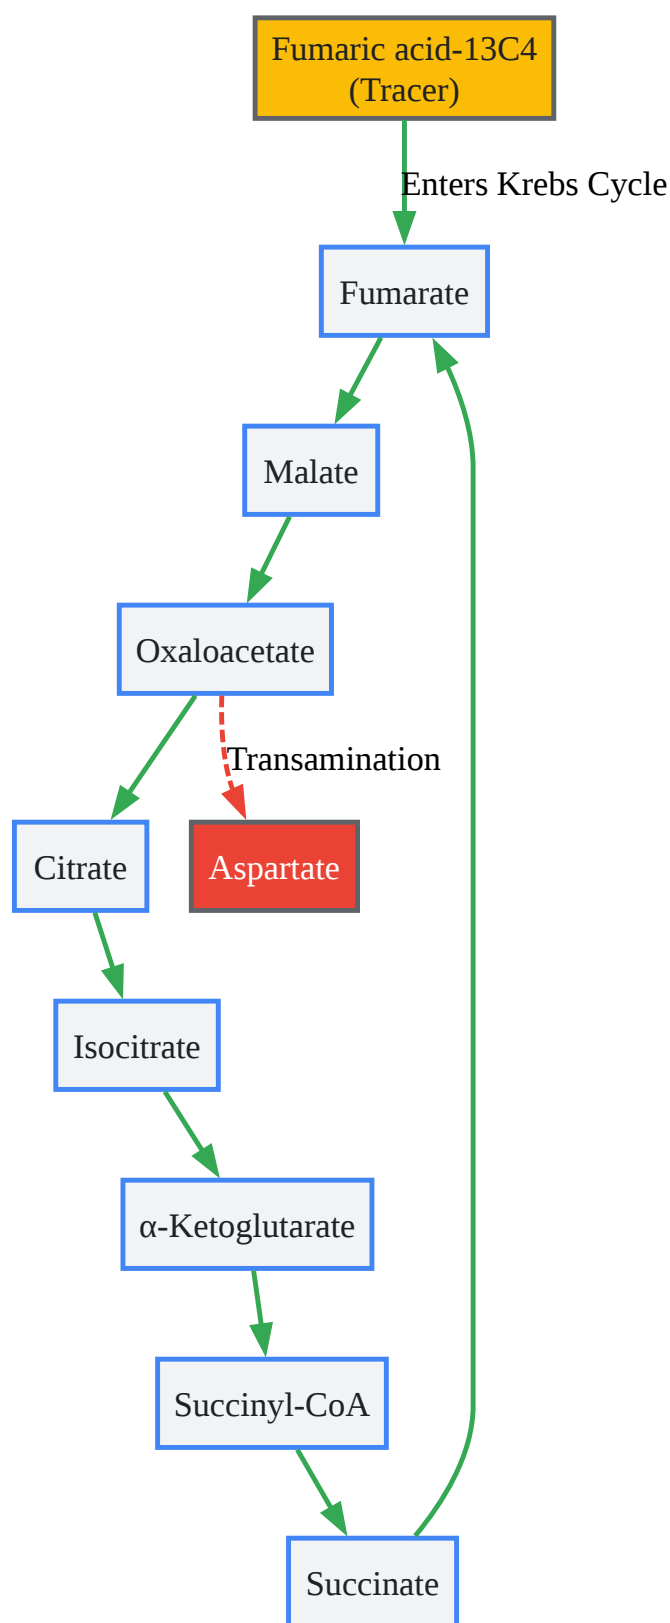 Fumaric acid-13C4
(Tracer)
Enters Krebs Cycle
Fumarate
Malate
Oxaloacetate
Transamination
Citrate
Aspartate
Isocitrate
α-Ketoglutarate
Succinyl-CoA
Succinate